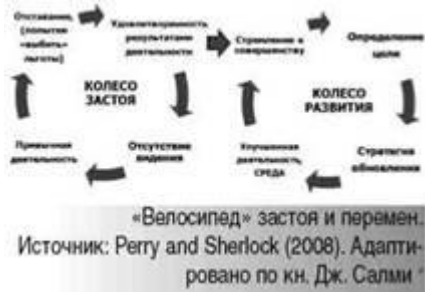 Отставание,
(попытки
«выбить»
льготы)
Удовлетворенность
результатами
деятельности
Стремление к
совершенству
Определение
цели
КОЛЕСО
ЗАСТОЯ
КОЛЕСО
РАЗВИТИЯ
Привычная
деятельность
Отсутствие
видения
Улучшенная
деятельность,
СРЕДА
Стратегия
обновления
«Велосипед» застоя и перемен.
Источник: Perry and Sherlock (2008). Адапти-
ровано по кн. Дж. Салми